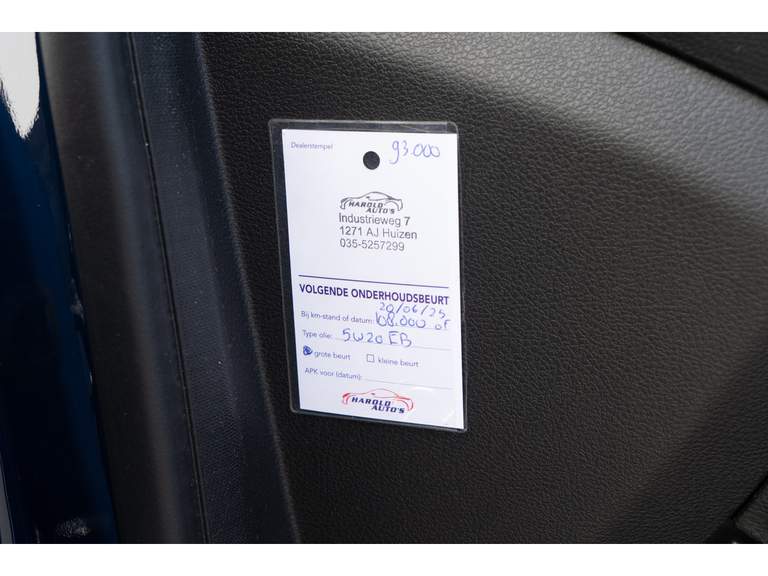 Dealerstempel 93.000
HAROLD
AUTO'S
Industrieweg 7
1271 AJ Huizen
035-5257299
VOLGENDE ONDERHOUDSBEURT
20/06/25
Bij km-stand of datum: 108.000 of
Type olie: 5W20 EB
grote beurt kleine beurt
APK voor (datum):
HAROLD
AUTO'S